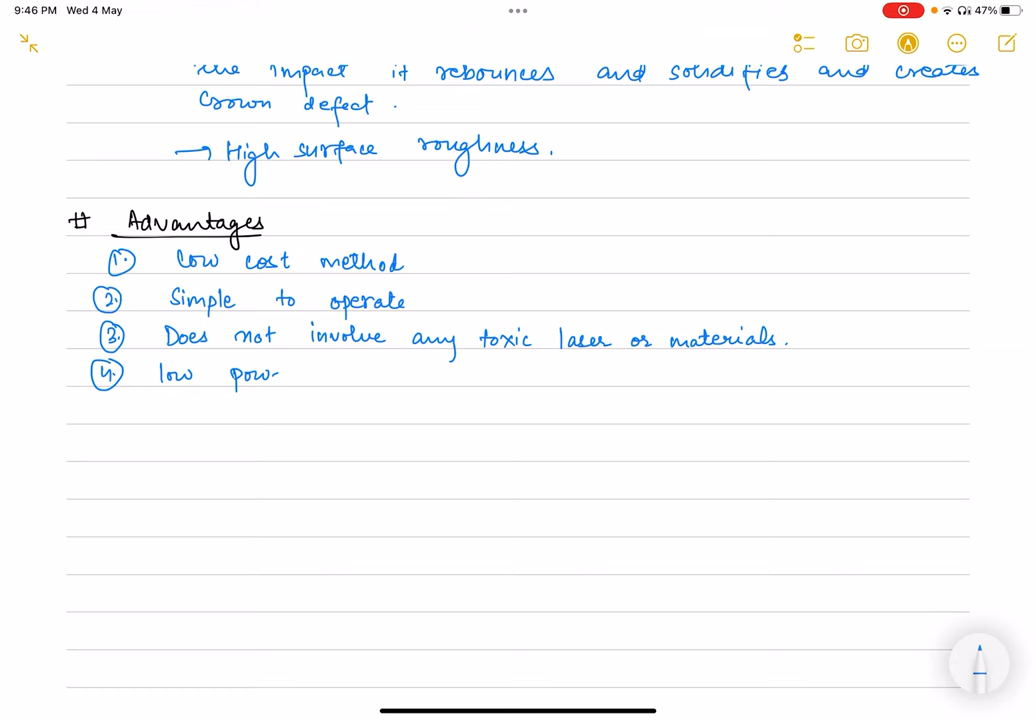 9:46 PM Wed 4 May 47%
the impact it rebounces and solidifies and creates
Crown defect.
→ High surface roughness.
# Advantages
1. Low cost method
2. Simple to operate
3. Does not involve any toxic laser or materials.
4. low pow